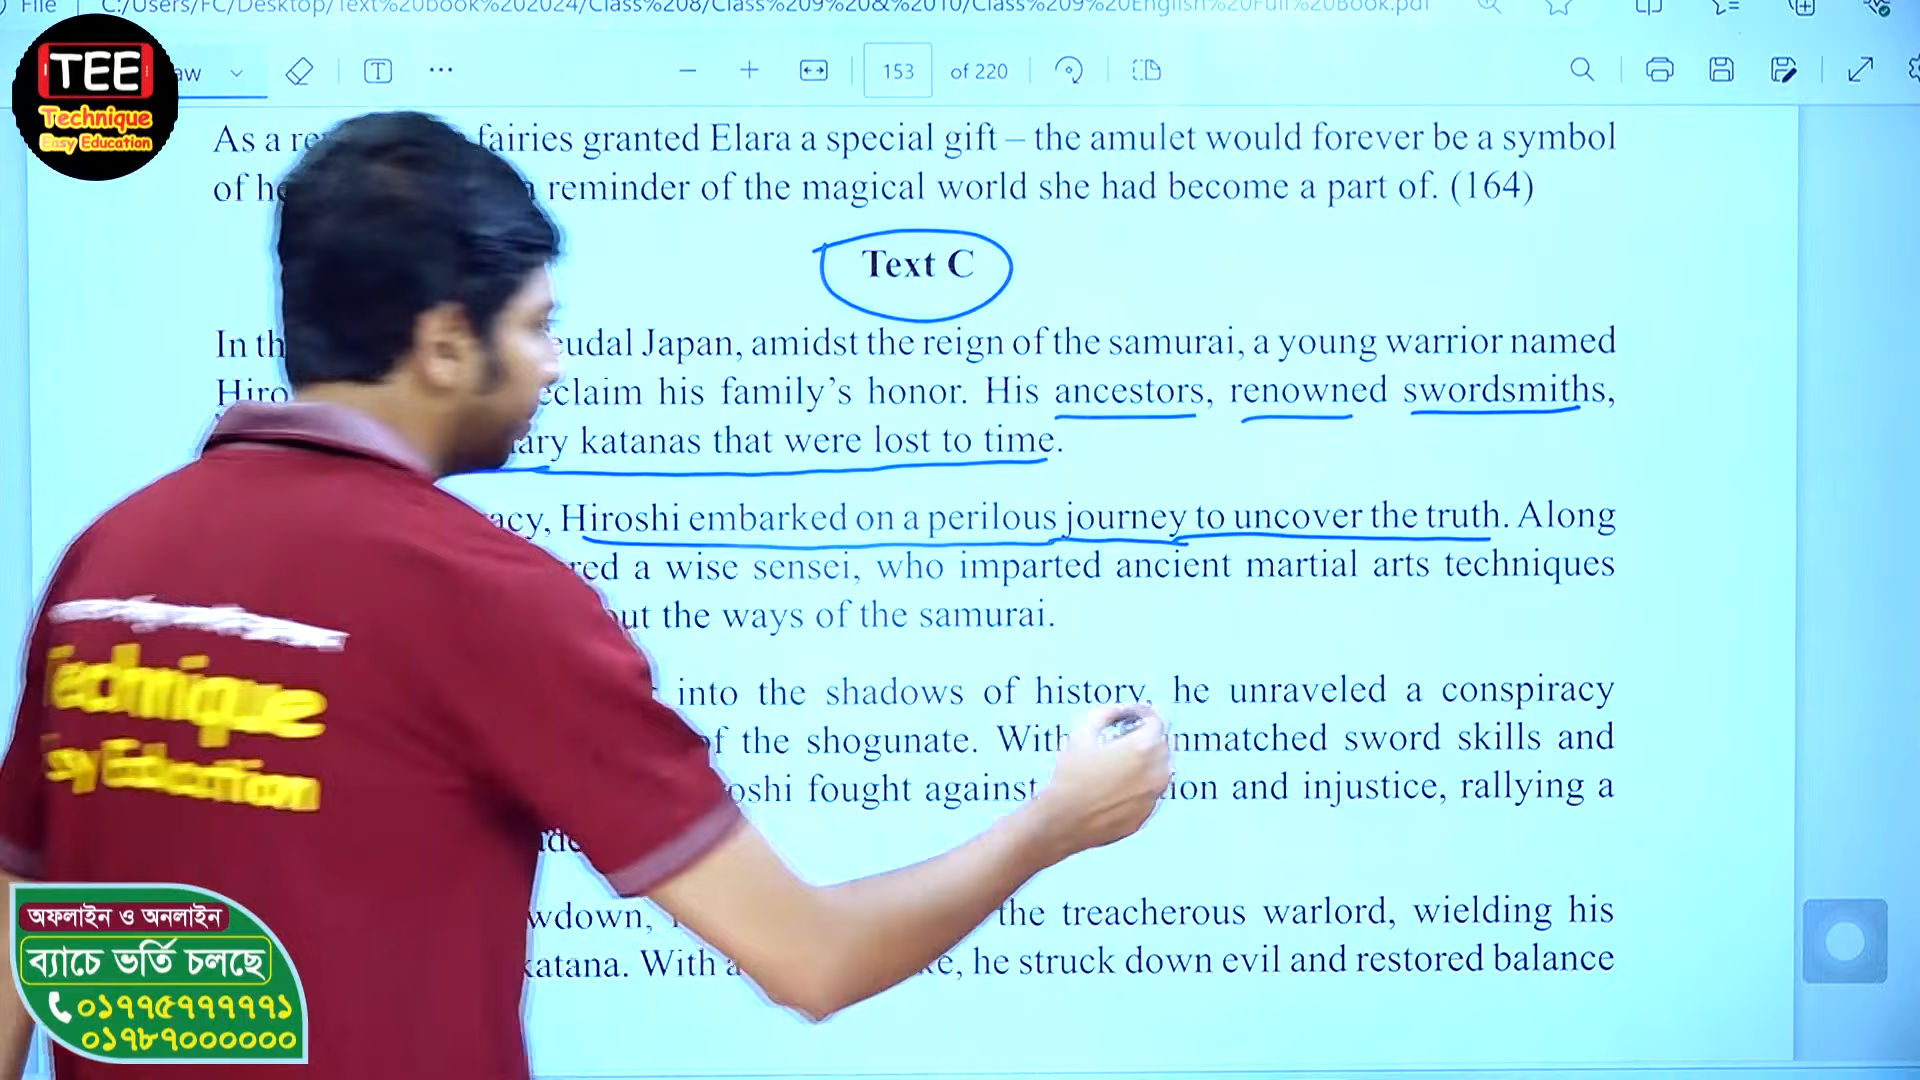 File C:/Users/FC/Desktop/Text%20book%202024/Class%208/Class%209%20&%2010/Class%209%20English%20Full%20Book.pdf
TEE
Technique
Easy Education
aw T ... 153 of 220
As a re fairies granted Elara a special gift – the amulet would forever be a symbol
of he reminder of the magical world she had become a part of. (164)
Text C
In th eudal Japan, amidst the reign of the samurai, a young warrior named
Hiro eclaim his family’s honor. His ancestors, renowned swordsmiths,
ary katanas that were lost to time.
acy, Hiroshi embarked on a perilous journey to uncover the truth. Along
red a wise sensei, who imparted ancient martial arts techniques
out the ways of the samurai.
into the shadows of history, he unraveled a conspiracy
of the shogunate. With nmatched sword skills and
oshi fought against ion and injustice, rallying a
wdown, the treacherous warlord, wielding his
katana. With a e, he struck down evil and restored balance
Technique
Easy Education
অফলাইন ও অনলাইন
ব্যাচে ভর্তি চলছে
০১৭৭৫৭৭৭৭৭১
০১৭৮৭০০০০০০